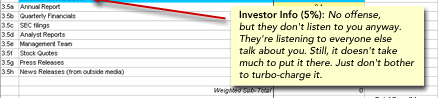 3.5a Annual Report
3.5b Quarterly Financials
3.5c SEC filings
3.5d Analyst Reports
3.5e Management Team
3.5f Stock Quotes
3.5g Press Releases
3.5h News Releases (from outside media)
Weighted Sub-Total 0
Investor Info (5%): No offense,
but they don't listen to you anyway.
They're listening to everyone else
talk about you. Still, it doesn't take
much to put it there. Just don't bother
to turbo-charge it.